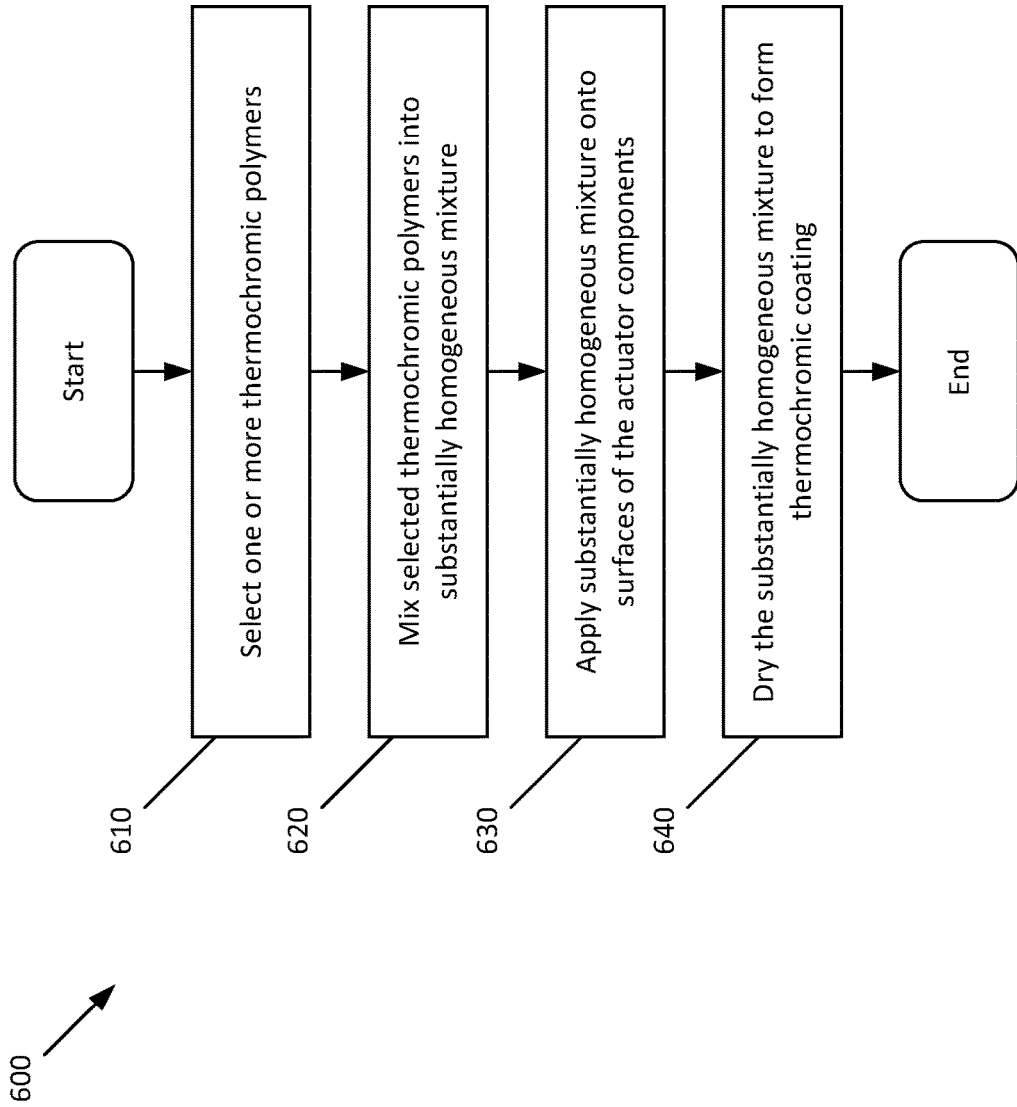 600
Start
610
Select one or more thermochromic polymers
620
Mix selected thermochromic polymers into
substantially homogeneous mixture
630
Apply substantially homogeneous mixture onto
surfaces of the actuator components
640
Dry the substantially homogeneous mixture to form
thermochromic coating
End